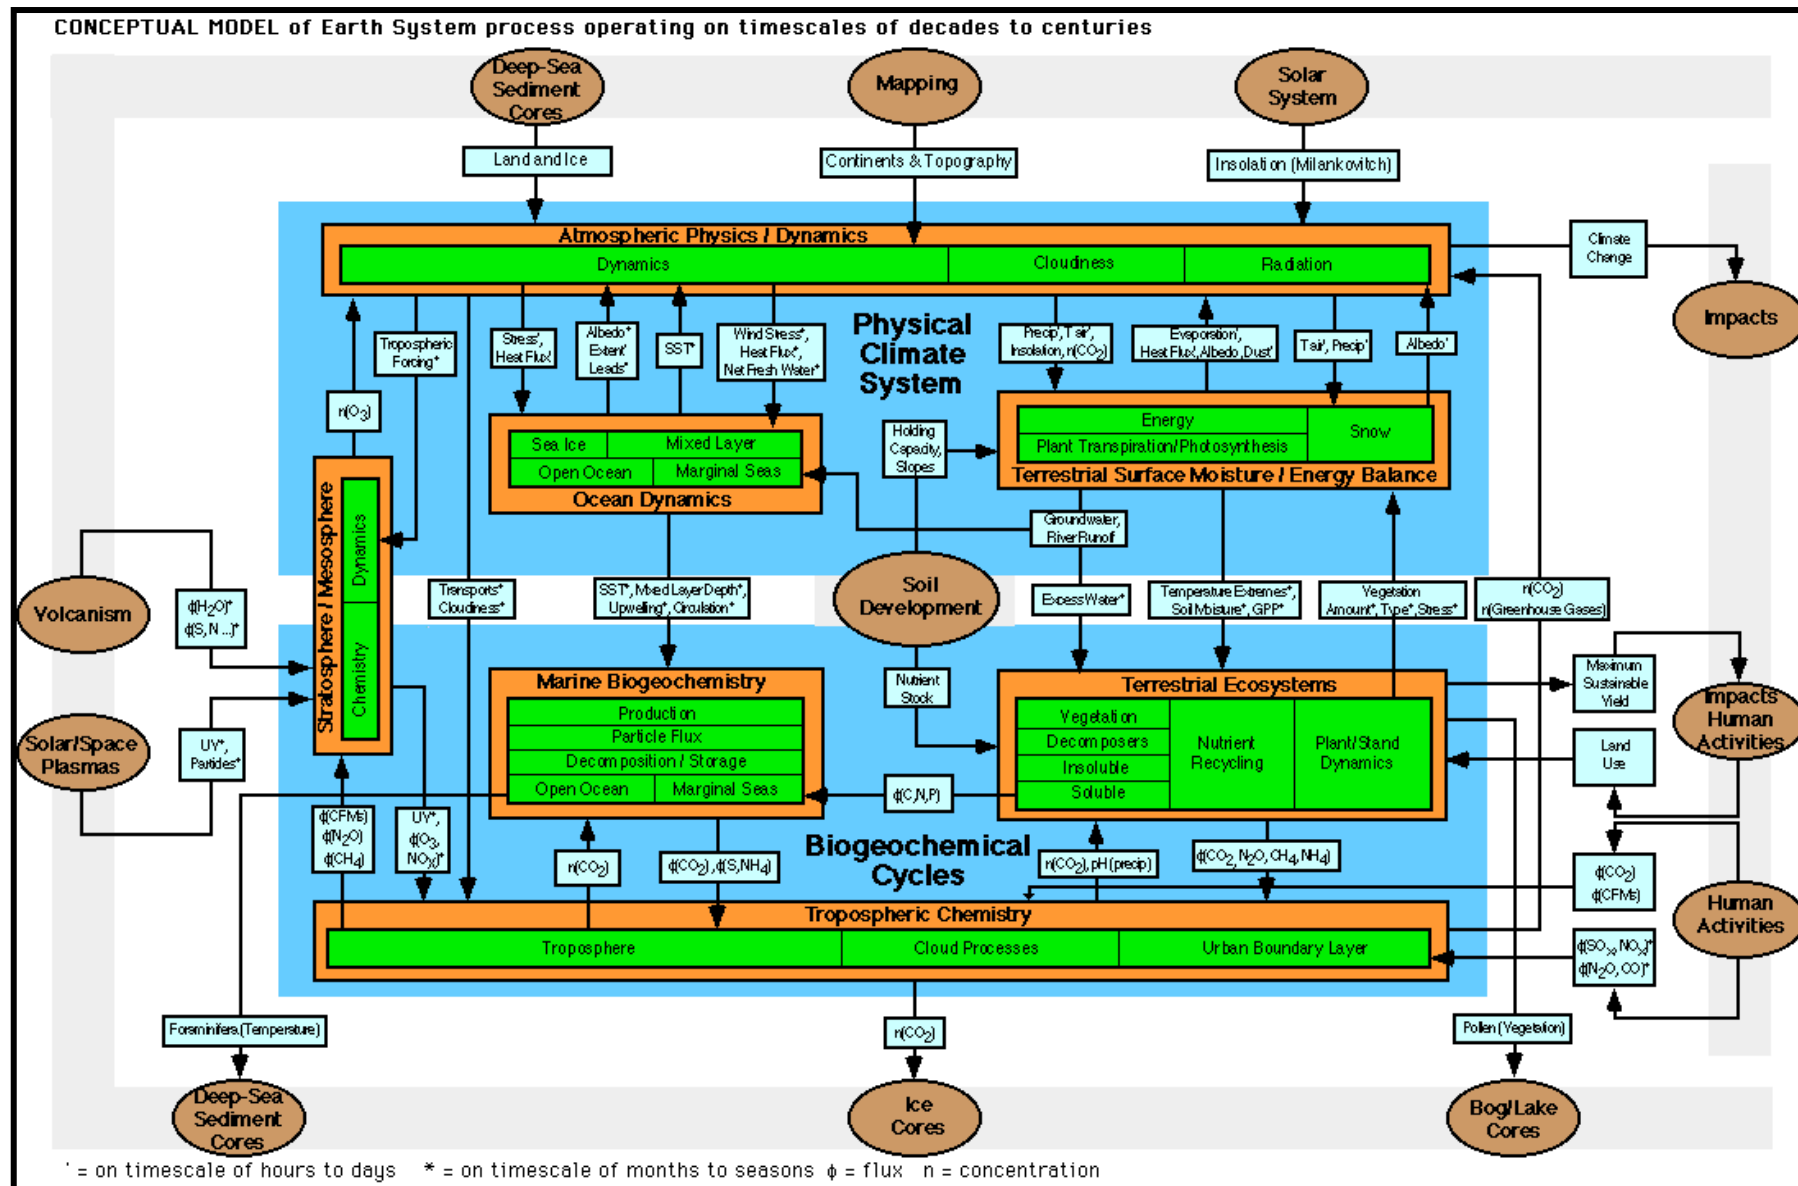 CONCEPTUAL MODEL of Earth System process operating on timescales of decades to centuries
Deep-Sea
Sediment
Cores
Mapping
Solar
System
Land and Ice
Continents & Topography
Insolation (Milankovitch)
Atmospheric Physics / Dynamics
Dynamics
Cloudiness
Radiation
Climate
Change
Impacts
Physical
Climate
System
Tropospheric
Forcing*
Stress',
Heat Flux'
Albedo*
Extent'
Leads*
SST*
Wind Stress*,
Heat Flux*,
Net Fresh Water*
Precip', Tair',
Insolation, n(CO2)
Evaporation',
Heat Flux', Albedo, Dust'
Tair', Precip'
Albedo'
n(O3)
Sea Ice
Mixed Layer
Open Ocean
Marginal Seas
Ocean Dynamics
Holding
Capacity,
Slopes
Energy
Plant Transpiration/Photosynthesis
Snow
Terrestrial Surface Moisture / Energy Balance
Stratosphere / Mesosphere
Dynamics
Chemistry
Groundwater,
River Runoff
Volcanism
ϕ(H2O)*
ϕ(S, N ...)*
Transports*
Cloudiness*
SST*, Mixed Layer Depth*,
Upwelling*, Circulation*
Soil
Development
Excess Water*
Temperature Extremes*,
Soil Moisture*, GPP*
Vegetation
Amount*, Type*, Stress*
n(CO2)
n(Greenhouse Gases)
Solar/Space
Plasmas
UV*,
Particles*
Marine Biogeochemistry
Production
Particle Flux
Decomposition / Storage
Open Ocean
Marginal Seas
Nutrient
Stock
Terrestrial Ecosystems
Vegetation
Decomposers
Insoluble
Soluble
Nutrient
Recycling
Plant/Stand
Dynamics
Maximum
Sustainable
Yield
Impacts
Human
Activities
Land
Use
ϕ(C,N,P)
ϕ(CFMs)
ϕ(N2O)
ϕ(CH4)
UV*,
ϕ(O3,
NOx)*
n(CO2)
ϕ(CO2), ϕ(S,NH4)
Biogeochemical
Cycles
n(CO2), pH (precip)
ϕ(CO2, N2O, CH4, NH4)
ϕ(CO2)
ϕ(CFMs)
Human
Activities
Tropospheric Chemistry
Troposphere
Cloud Processes
Urban Boundary Layer
ϕ(SOx, NOx)*
ϕ(N2O, CO)*
Foraminifera (Temperature)
n(CO2)
Pollen (Vegetation)
Deep-Sea
Sediment
Cores
Ice
Cores
Bog/Lake
Cores
' = on timescale of hours to days * = on timescale of months to seasons ϕ = flux n = concentration